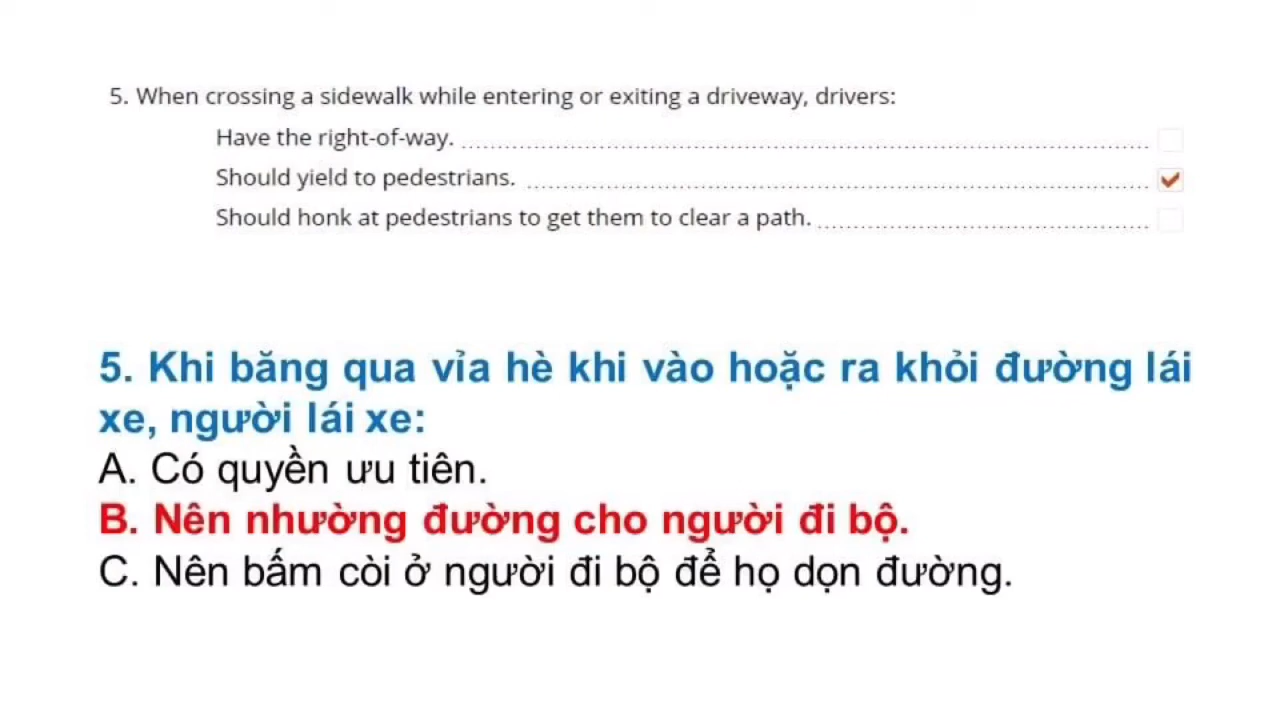 5. When crossing a sidewalk while entering or exiting a driveway, drivers:
Have the right-of-way.
Should yield to pedestrians.
Should honk at pedestrians to get them to clear a path.
5. Khi băng qua vỉa hè khi vào hoặc ra khỏi đường lái
xe, người lái xe:
A. Có quyền ưu tiên.
B. Nên nhường đường cho người đi bộ.
C. Nên bấm còi ở người đi bộ để họ dọn đường.